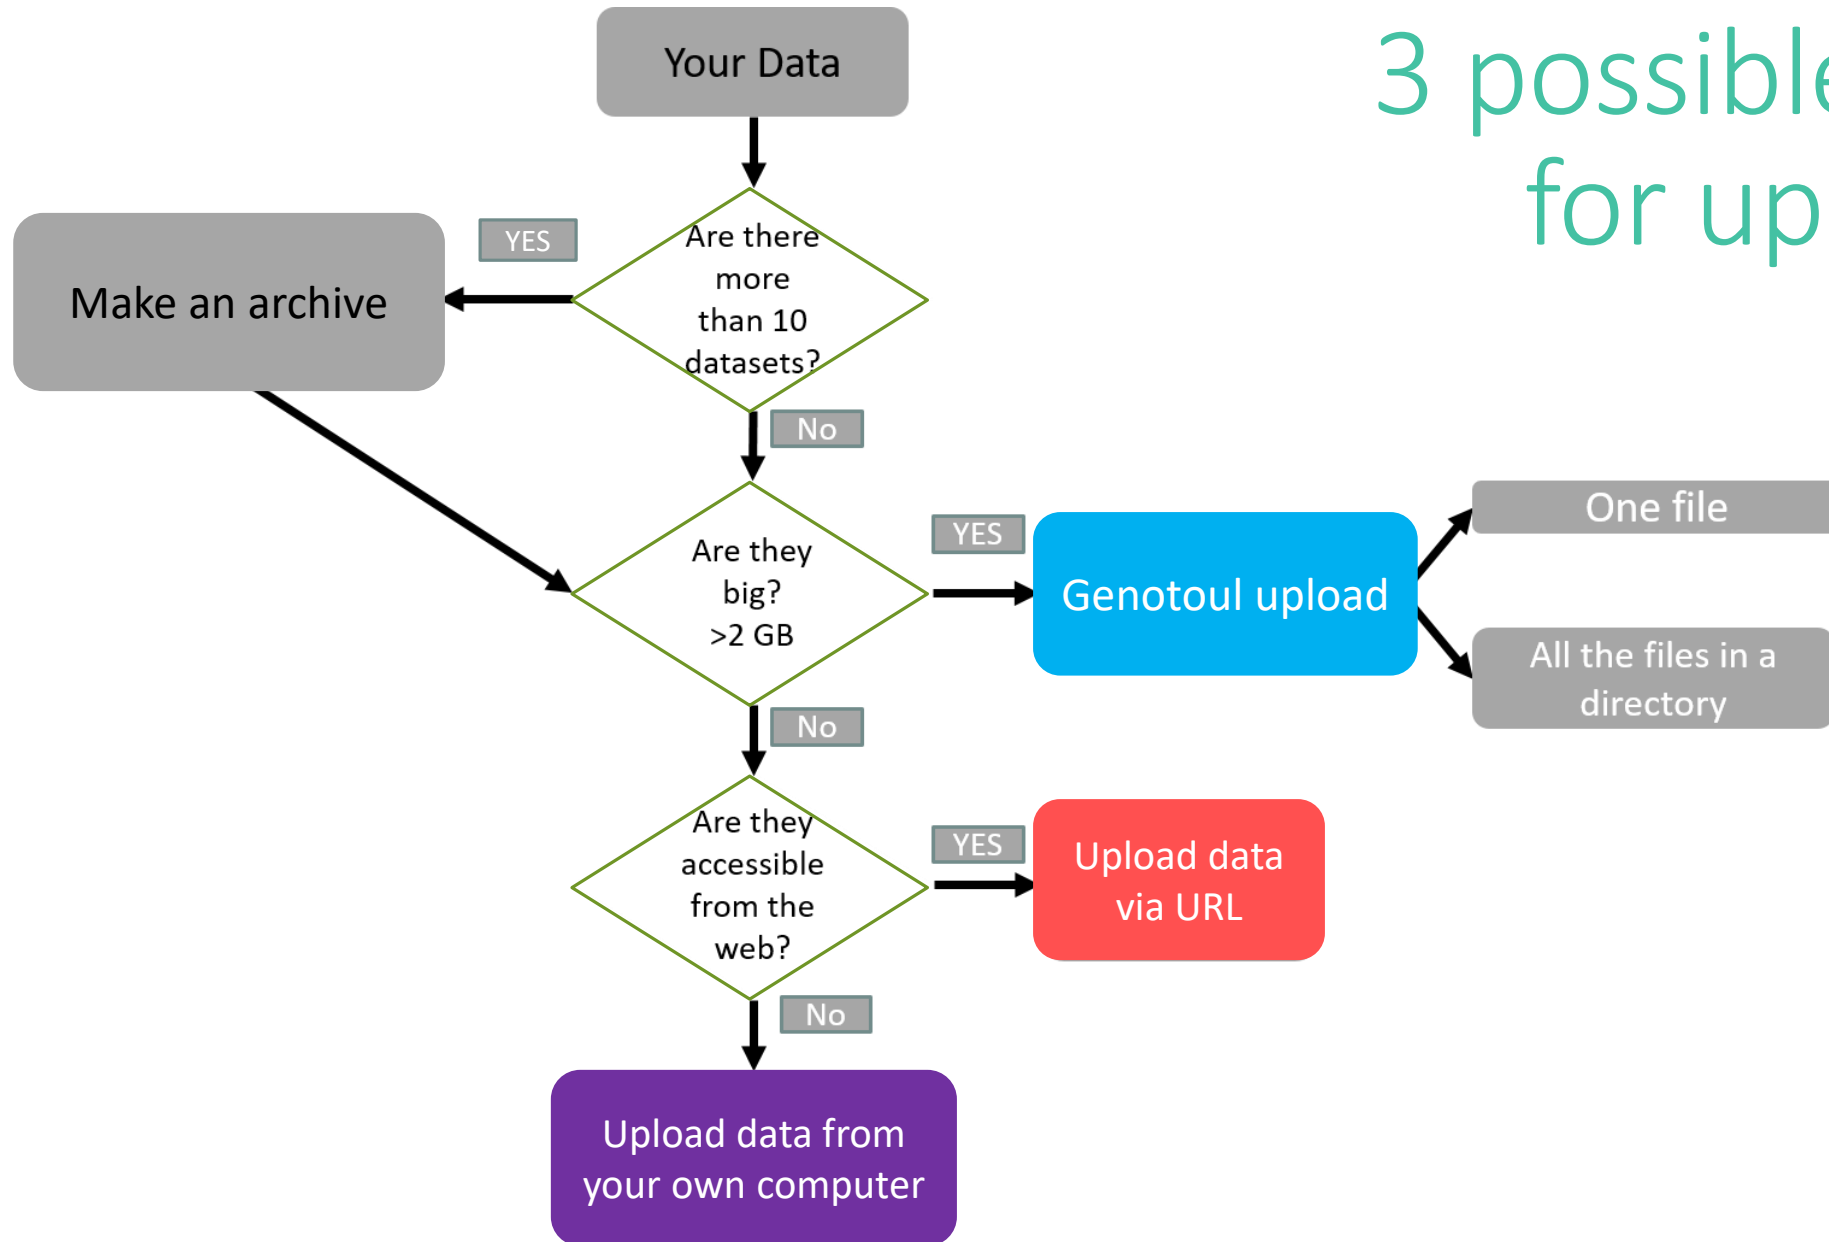 3 possible
for up
Your Data
Are there
more
than 10
datasets?
YES
Make an archive
No
Are they
big?
>2 GB
YES
Genotoul upload
One file
All the files in a
directory
No
Are they
accessible
from the
web?
YES
Upload data
via URL
No
Upload data from
your own computer